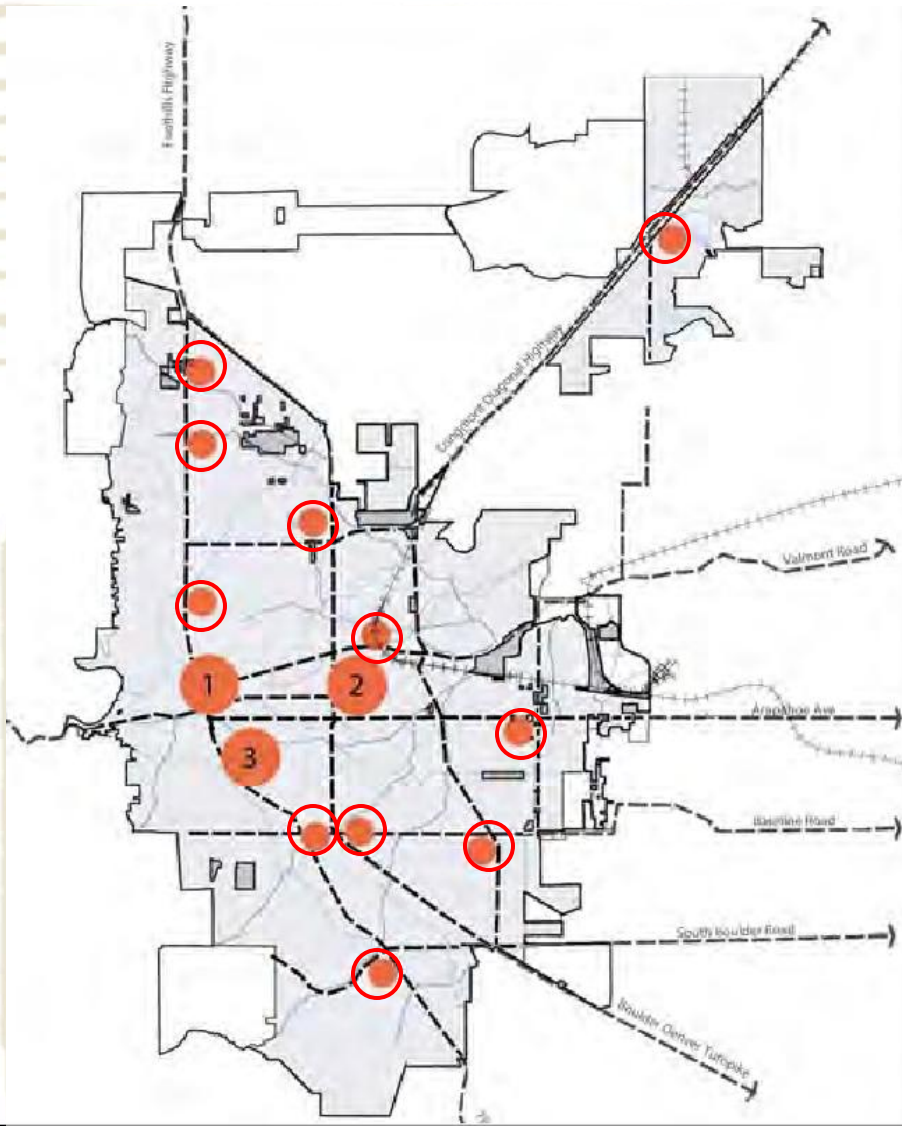 Foothills Highway
Longmont Diagonal Highway
Valmont Road
1
2
Arapahoe Ave
3
Baseline Road
South Boulder Road
Boulder Denver Turnpike